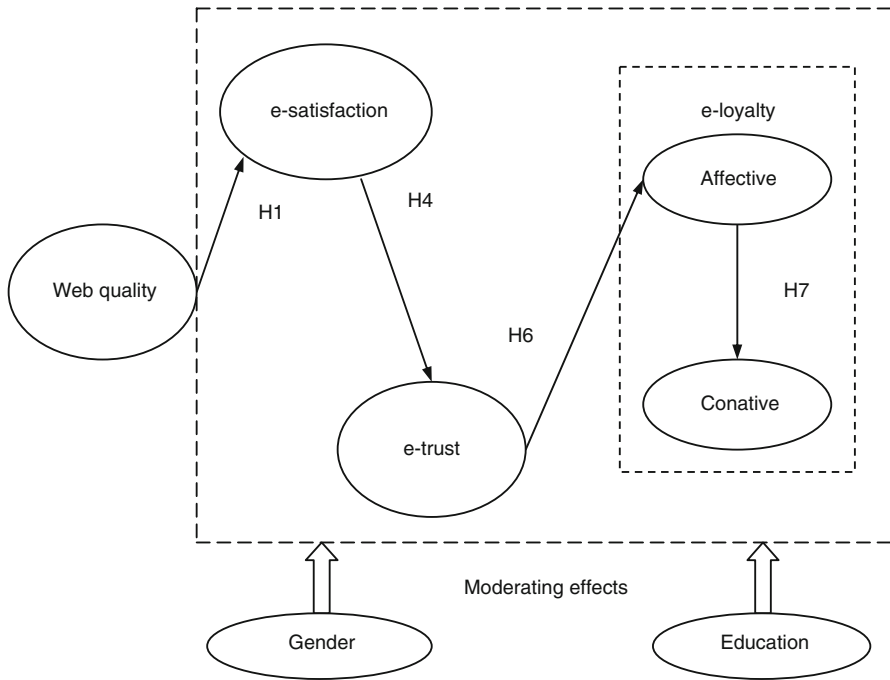 e-satisfaction
e-loyalty
Affective
H1
H4
Web quality
H7
H6
Conative
e-trust
Moderating effects
Gender
Education